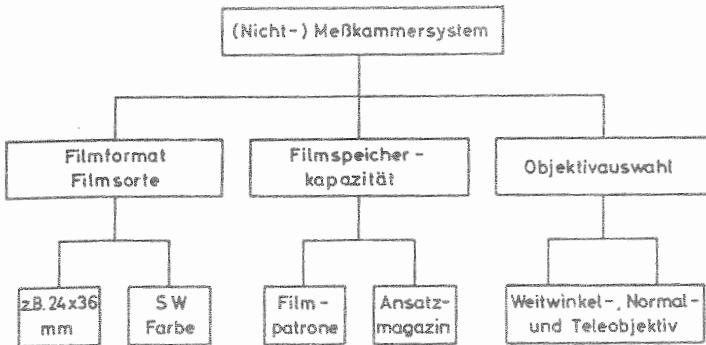 (Nicht-) Meßkammersystem
Filmformat
Filmsorte
Filmspeicher-
kapazität
Objektivauswahl
z.B. 24x36
mm
SW
Farbe
Film-
patrone
Ansatz-
magazin
Weitwinkel-, Normal-
und Teleobjektiv